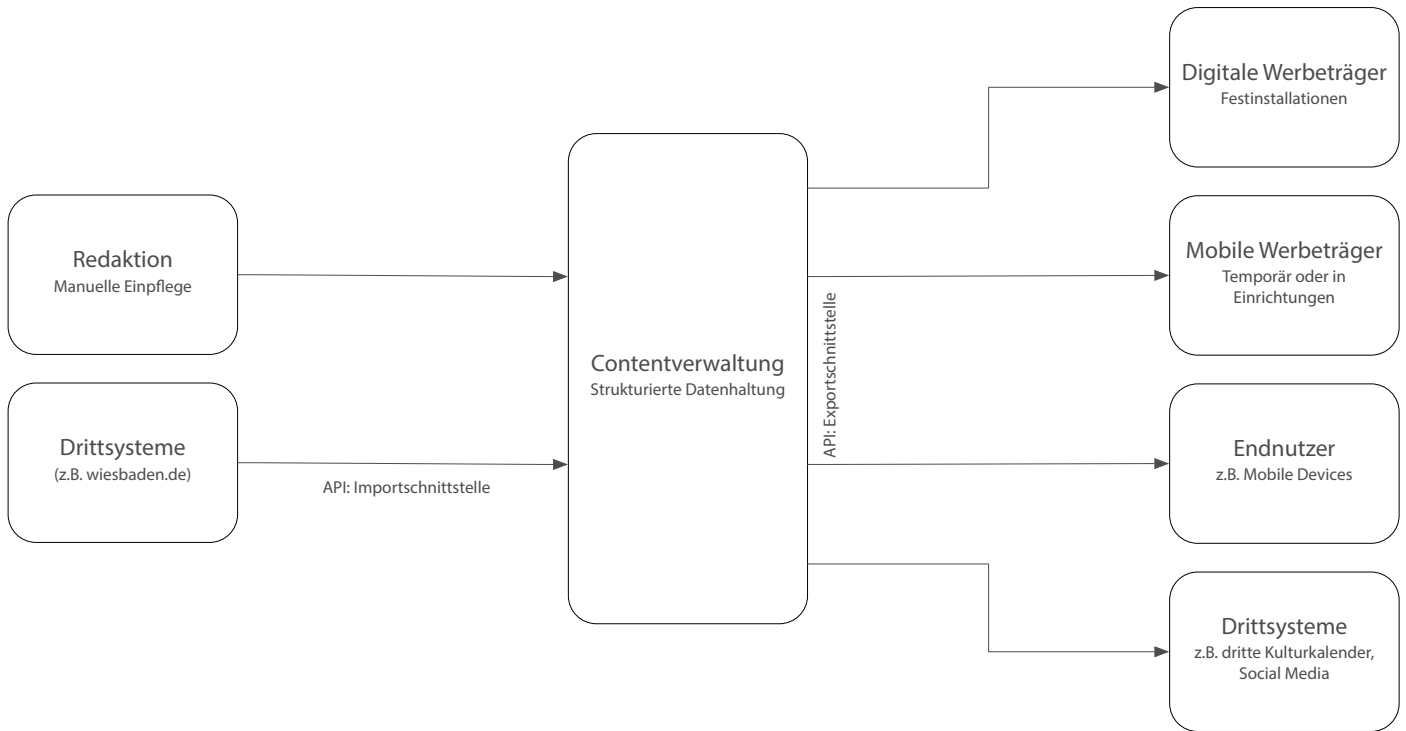 Redaktion
Manuelle Einpflege
Drittsysteme
(z.B. wiesbaden.de)
API: Importschnittstelle
Contentverwaltung
Strukturierte Datenhaltung
API: Exportschnittstelle
Digitale Werbeträger
Festinstallationen
Mobile Werbeträger
Temporär oder in
Einrichtungen
Endnutzer
z.B. Mobile Devices
Drittsysteme
z.B. dritte Kulturkalender,
Social Media